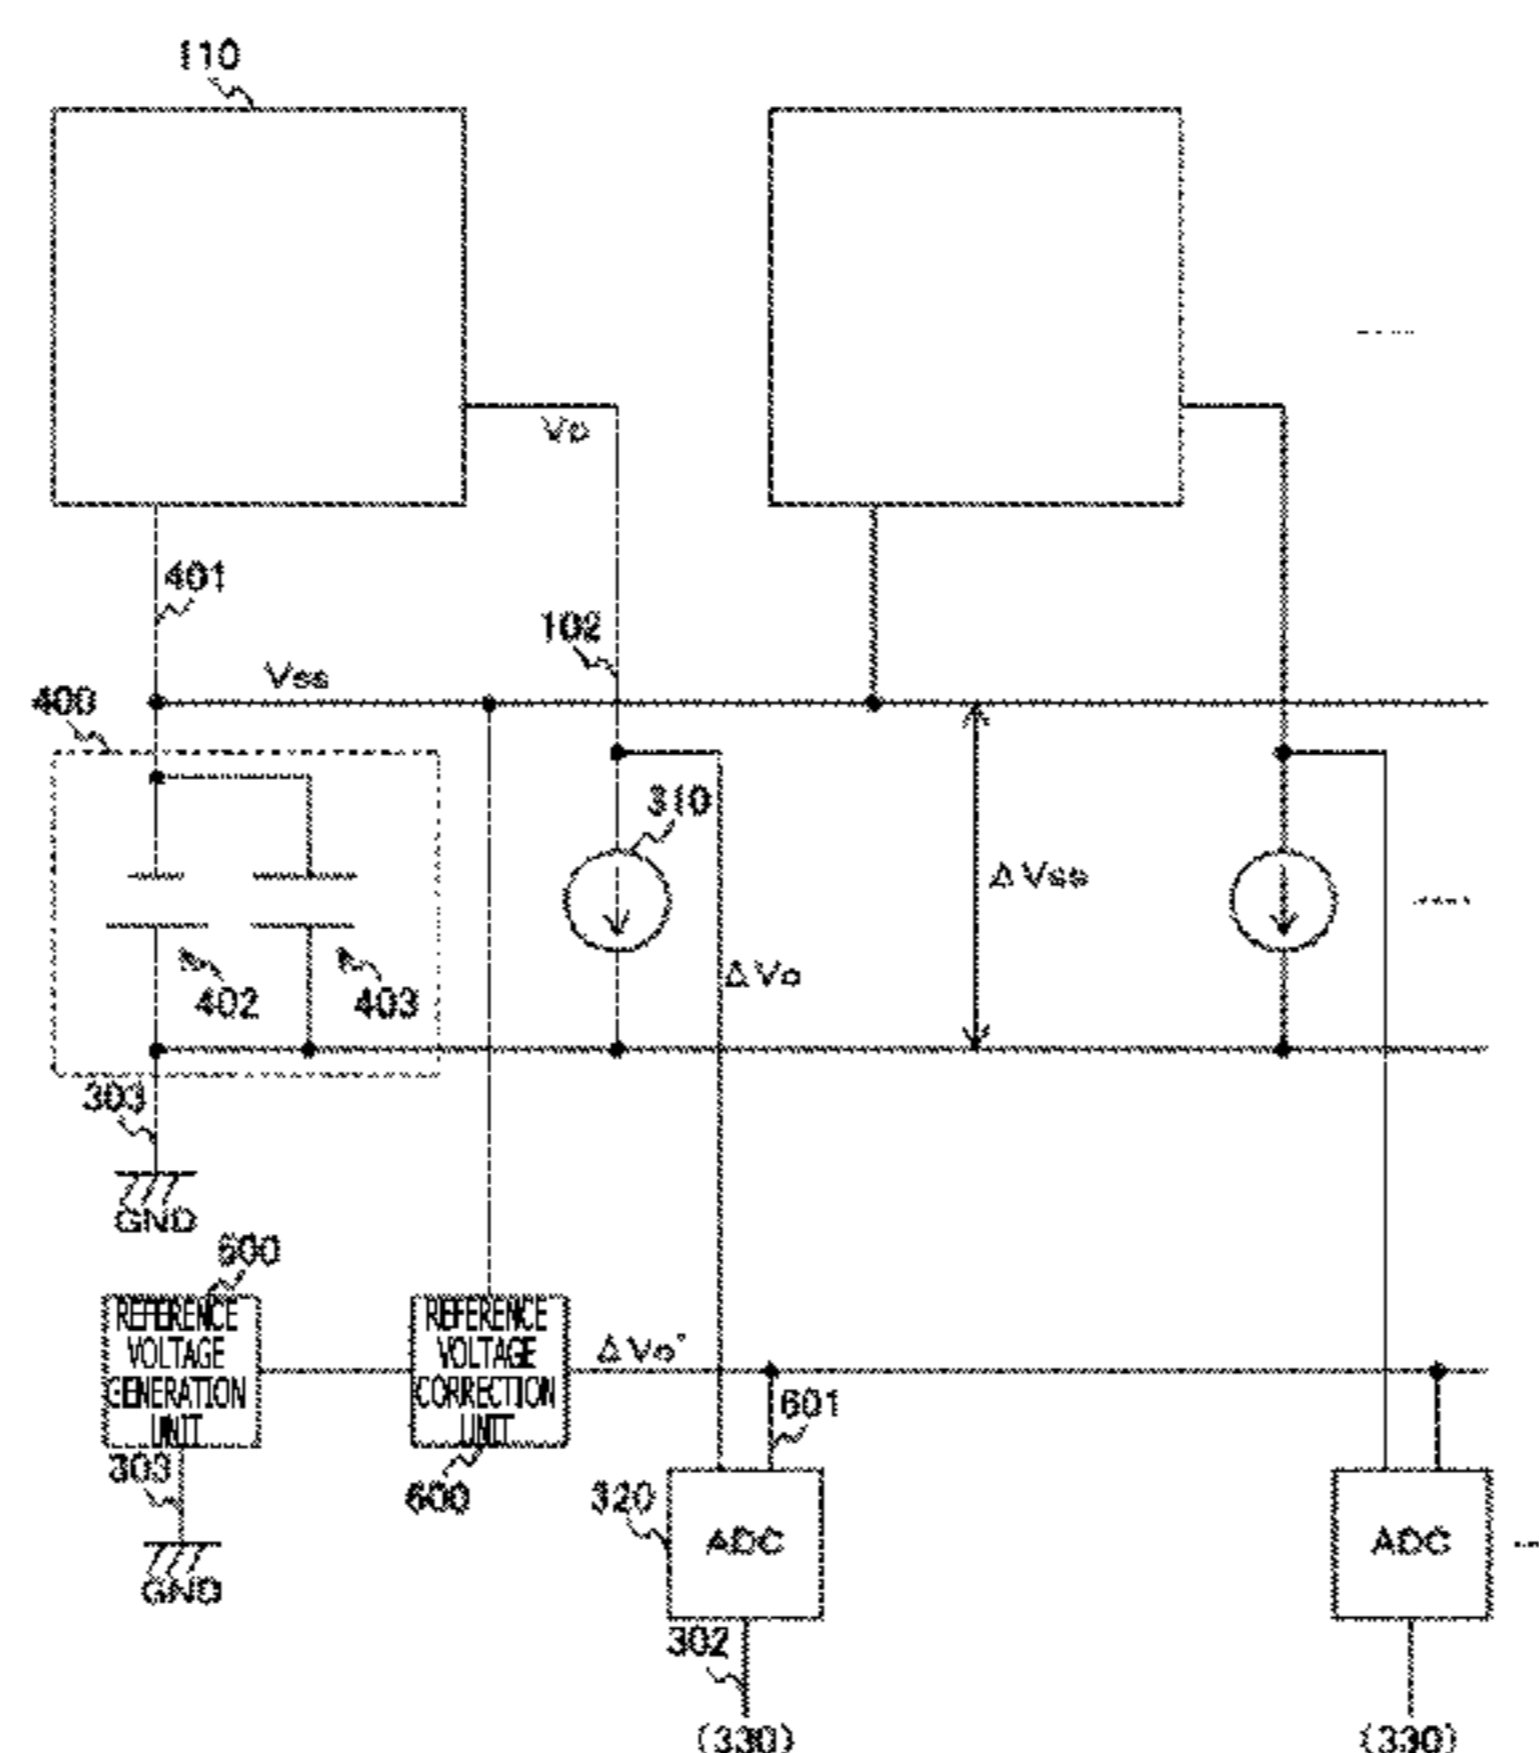 110
Vo
401
102
Vss
400
310
ΔVss
402
403
ΔVo
303
GND
600
REFERENCE
VOLTAGE
GENERATION
UNIT
REFERENCE
VOLTAGE
CORRECTION
UNIT
ΔVo'
601
303
600
320
ADC
ADC
GND
302
(330)
(330)